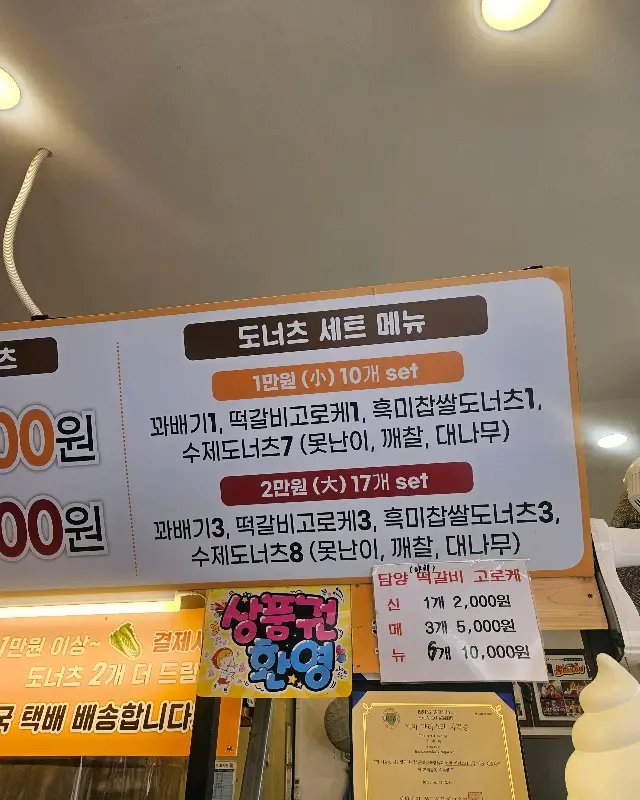 츠
00원
00원
도너츠 세트 메뉴
1만원 (小) 10개 set
꽈배기1, 떡갈비고로케1, 흑미찹쌀도너츠1,
수제도너츠7 (못난이, 깨찰, 대나무)
2만원 (大) 17개 set
꽈배기3, 떡갈비고로케3, 흑미찹쌀도너츠3,
수제도너츠8 (못난이, 깨찰, 대나무)
담양 떡갈비 고로케
신 1개 2,000원
메 3개 5,000원
뉴 6개 10,000원
상품권
환영
1만원 이상~ 결제시
도너츠 2개 더 드림
국 택배 배송합니다